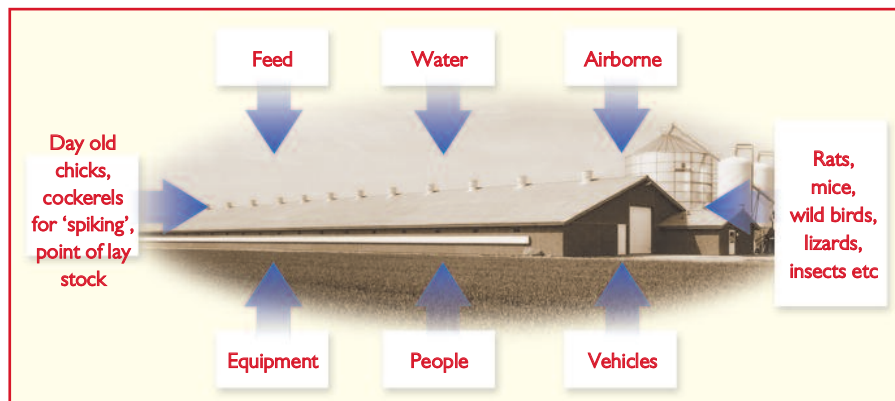 Feed
Water
Airborne
Day old
chicks,
cockerels
for ‘spiking’,
point of lay
stock
Rats,
mice,
wild birds,
lizards,
insects etc
Equipment
People
Vehicles